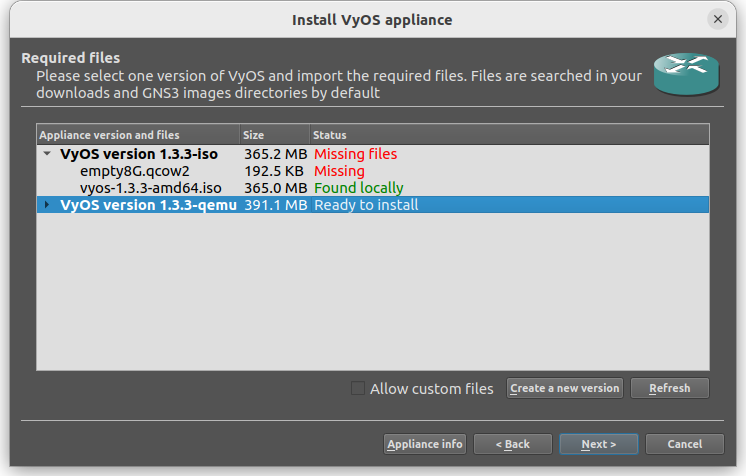 Install VyOS appliance
Required files
Please select one version of VyOS and import the required files. Files are searched in your
downloads and GNS3 images directories by default
Appliance version and files Size Status
VyOS version 1.3.3-iso 365.2 MB Missing files
empty8G.qcow2 192.5 KB Missing
vyos-1.3.3-amd64.iso 365.0 MB Found locally
VyOS version 1.3.3-qemu 391.1 MB Ready to install
Allow custom files Create a new version Refresh
Appliance info < Back Next > Cancel